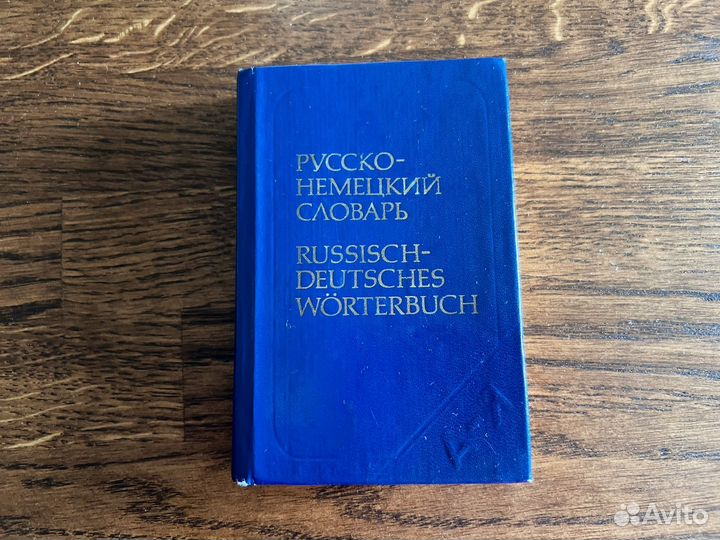 РУССКО-
НЕМЕЦКИЙ
СЛОВАРЬ
RUSSISCH-
DEUTSCHES
WÖRTERBUCH
А-Я
Avito